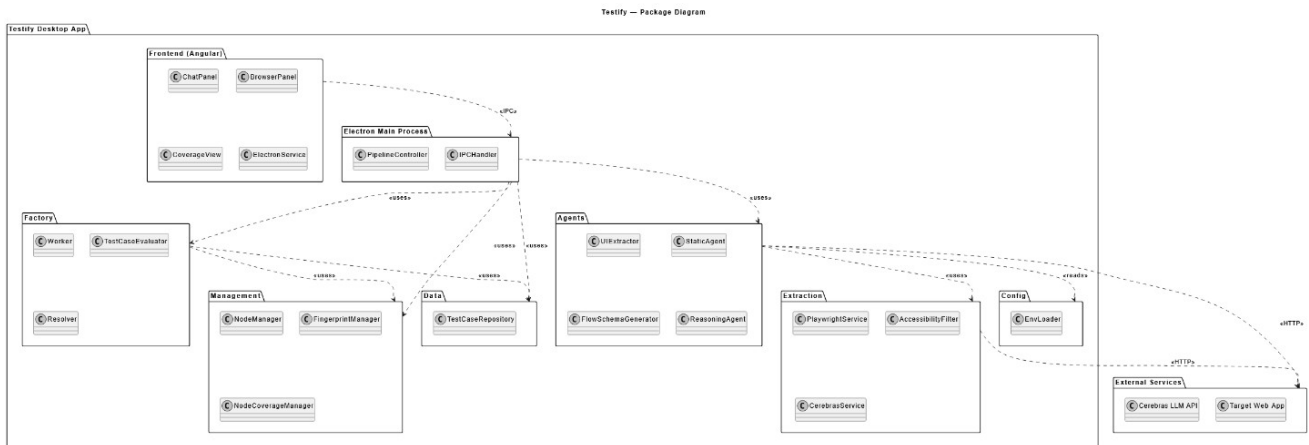 Testify — Package Diagram
Testify Desktop App
Frontend (Angular)
C ChatPanel
C BrowserPanel
C CoverageView
C ElectronService
«IPC»
Electron Main Process
C PipelineController
C IPCHandler
«uses»
«uses»
«uses»
«uses»
Factory
C Worker
C TestCaseEvaluator
C Resolver
«uses»
«uses»
Agents
C UIExtractor
C StaticAgent
C FlowSchemaGenerator
C ReasoningAgent
«uses»
«reads»
«HTTP»
Management
C NodeManager
C FingerprintManager
C NodeCoverageManager
Data
C TestCaseRepository
Extraction
C PlaywrightService
C AccessibilityFilter
C CerebrasService
Config
C EnvLoader
«HTTP»
External Services
C Cerebras LLM API
C Target Web App